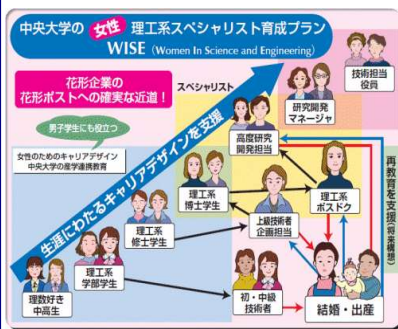 中央大学の 女性 理工系スペシャリスト育成プラン
WISE (Women In Science and Engineering)
花形企業の
花形ポストへの確実な近道！
男子学生にも役立つ
女性のためのキャリアデザイン
中央大学の産学連携教育
生涯にわたるキャリアデザインを支援
スペシャリスト
技術担当
役員
研究開発
マネージャ
高度研究
開発担当
理工系
博士学生
理工系
ポスドク
上級技術者
企画担当
理工系
修士学生
理工系
学部学生
理数好き
中高生
初・中級
技術者
結婚・出産
再教育を支援(将来構想)